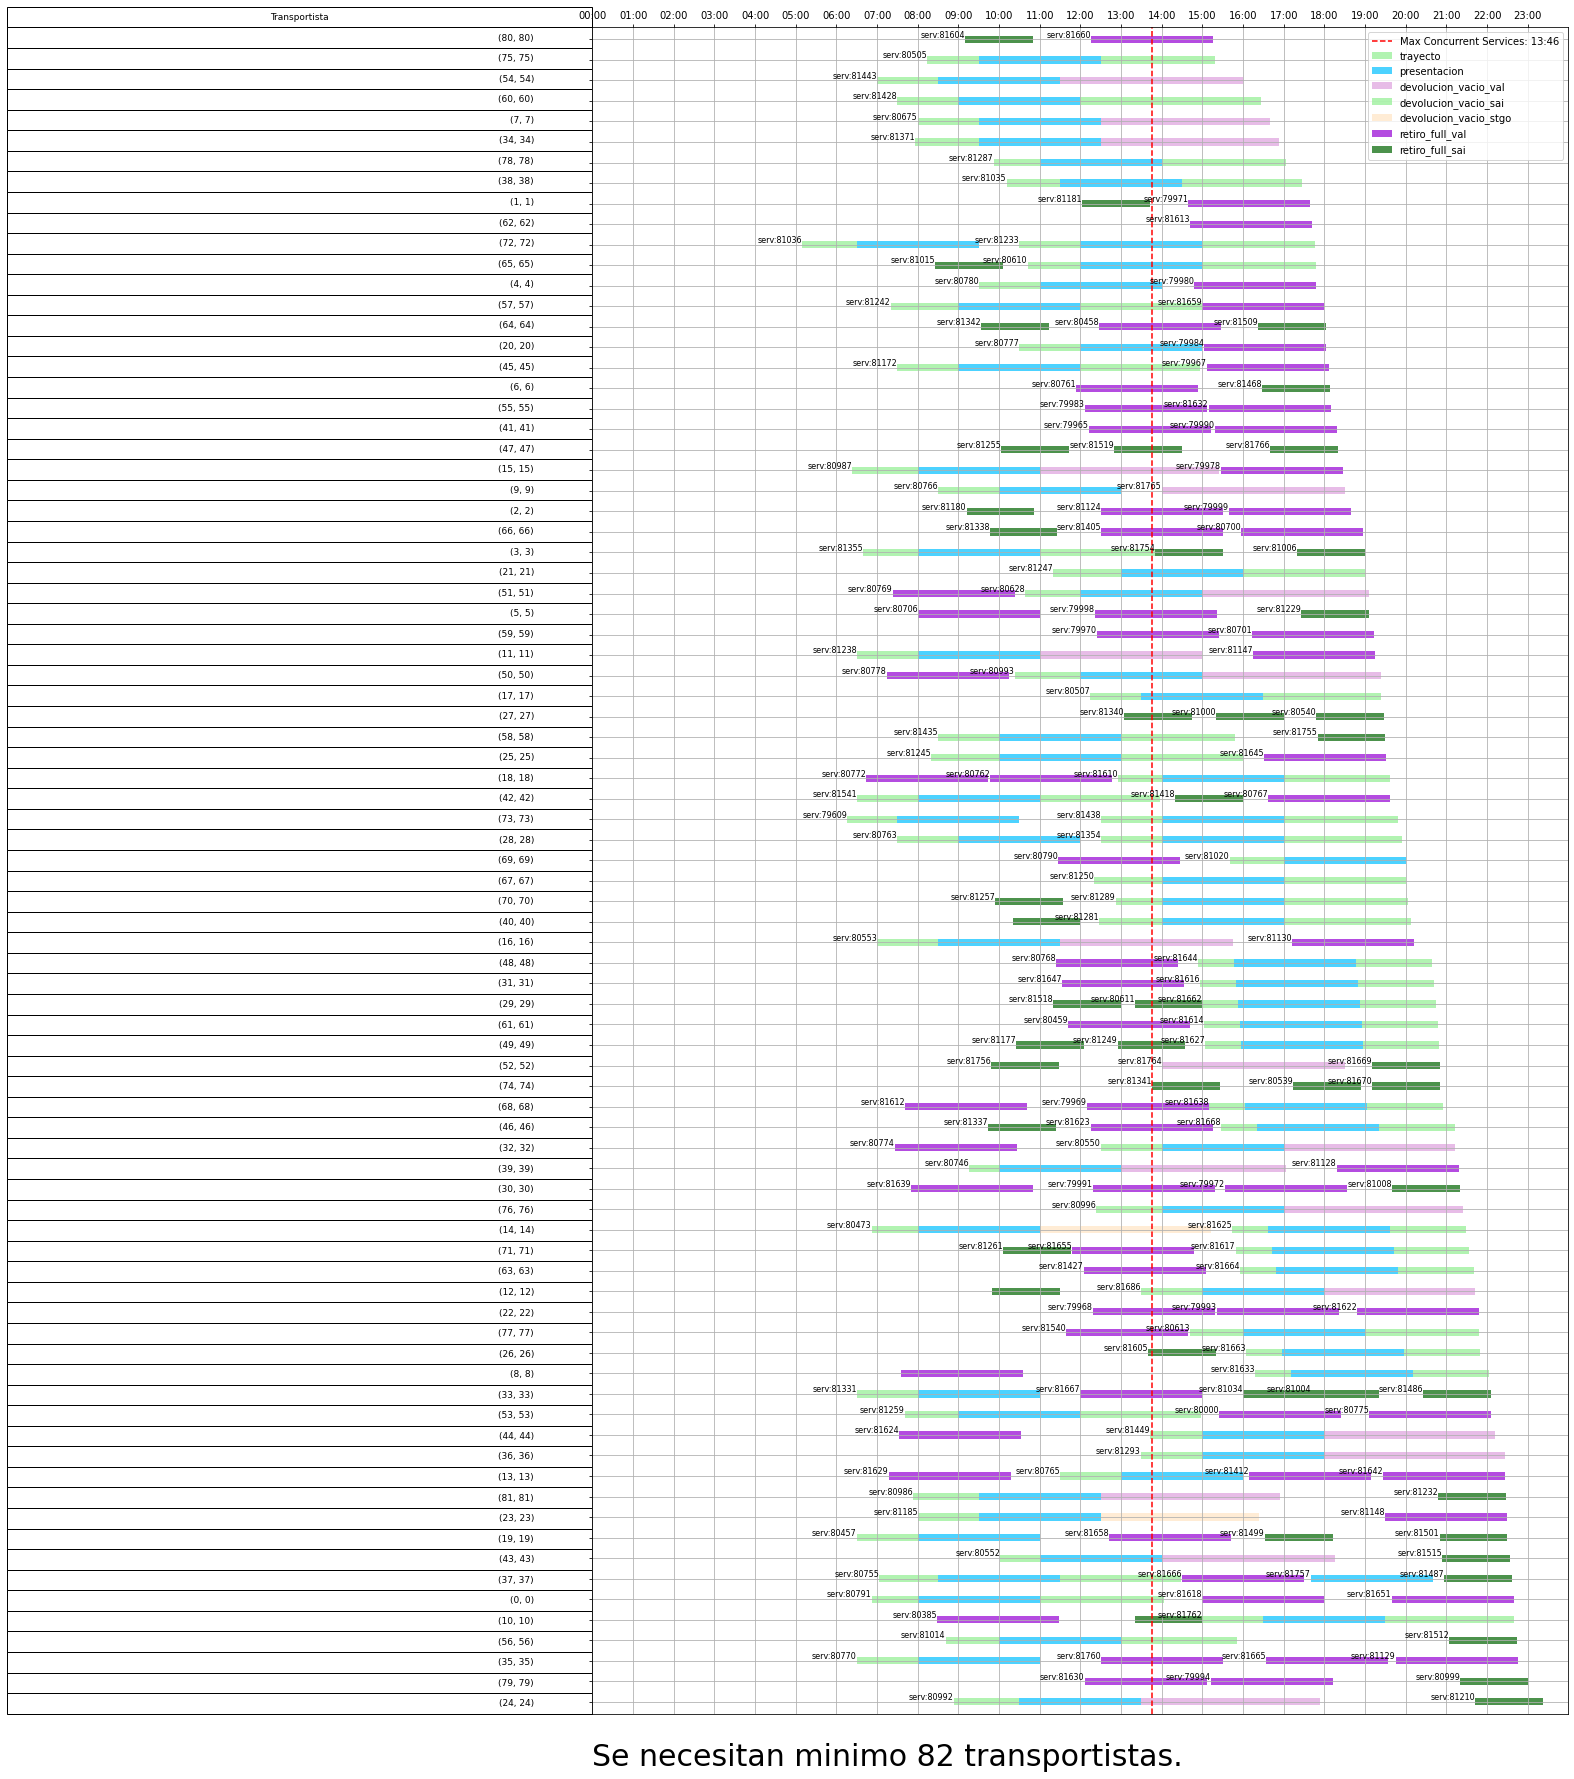 Transportista
00:00 01:00 02:00 03:00 04:00 05:00 06:00 07:00 08:00 09:00 10:00 11:00 12:00 13:00 14:00 15:00 16:00 17:00 18:00 19:00 20:00 21:00 22:00 23:00
Max Concurrent Services: 13:46
trayecto
presentacion
devolucion_vacio_val
devolucion_vacio_sai
devolucion_vacio_stgo
retiro_full_val
retiro_full_sai
(80, 80) serv:81604 serv:81660
(75, 75) serv:80505
(54, 54) serv:81443
(60, 60) serv:81428
(7, 7) serv:80675
(34, 34) serv:81371
(78, 78) serv:81287
(38, 38) serv:81035
(1, 1) serv:81181 serv:79971
(62, 62) serv:81613
(72, 72) serv:81036 serv:81233
(65, 65) serv:81015 serv:80610
(4, 4) serv:80780 serv:79980
(57, 57) serv:81242 serv:81659
(64, 64) serv:81342 serv:80458 serv:81509
(20, 20) serv:80777 serv:79984
(45, 45) serv:81172 serv:79967
(6, 6) serv:80761 serv:81468
(55, 55) serv:79983 serv:81632
(41, 41) serv:79965 serv:79990
(47, 47) serv:81255 serv:81519 serv:81766
(15, 15) serv:80987 serv:79978
(9, 9) serv:80766 serv:81765
(2, 2) serv:81180 serv:81124 serv:79999
(66, 66) serv:81338 serv:81405 serv:80700
(3, 3) serv:81355 serv:81754 serv:81006
(21, 21) serv:81247
(51, 51) serv:80769 serv:80628
(5, 5) serv:80706 serv:79998 serv:81229
(59, 59) serv:79970 serv:80701
(11, 11) serv:81238 serv:81147
(50, 50) serv:80778 serv:80993
(17, 17) serv:80507
(27, 27) serv:81340 serv:81000 serv:80540
(58, 58) serv:81435 serv:81755
(25, 25) serv:81245 serv:81645
(18, 18) serv:80772 serv:80762 serv:81610
(42, 42) serv:81541 serv:81418 serv:80767
(73, 73) serv:79609 serv:81438
(28, 28) serv:80763 serv:81354
(69, 69) serv:80790 serv:81020
(67, 67) serv:81250
(70, 70) serv:81257 serv:81289
(40, 40) serv:81281
(16, 16) serv:80553 serv:81130
(48, 48) serv:80768 serv:81644
(31, 31) serv:81647 serv:81616
(29, 29) serv:81518 serv:80611 serv:81662
(61, 61) serv:80459 serv:81614
(49, 49) serv:81177 serv:81249 serv:81627
(52, 52) serv:81756 serv:81764 serv:81669
(74, 74) serv:81341 serv:80539 serv:81670
(68, 68) serv:81612 serv:79969 serv:81638
(46, 46) serv:81337 serv:81623 serv:81668
(32, 32) serv:80774 serv:80550
(39, 39) serv:80746 serv:81128
(30, 30) serv:81639 serv:79991 serv:79972 serv:81008
(76, 76) serv:80996
(14, 14) serv:80473 serv:81625
(71, 71) serv:81261 serv:81655 serv:81617
(63, 63) serv:81427 serv:81664
(12, 12) serv:81686
(22, 22) serv:79968 serv:79993 serv:81622
(77, 77) serv:81540 serv:80613
(26, 26) serv:81605 serv:81663
(8, 8) serv:81633
(33, 33) serv:81331 serv:81667 serv:81034 serv:81004 serv:81486
(53, 53) serv:81259 serv:80000 serv:80775
(44, 44) serv:81624 serv:81449
(36, 36) serv:81293
(13, 13) serv:81629 serv:80765 serv:81412 serv:81642
(81, 81) serv:80986 serv:81232
(23, 23) serv:81185 serv:81148
(19, 19) serv:80457 serv:81658 serv:81499 serv:81501
(43, 43) serv:80552 serv:81515
(37, 37) serv:80755 serv:81666 serv:81757 serv:81487
(0, 0) serv:80791 serv:81618 serv:81651
(10, 10) serv:80385 serv:81762
(56, 56) serv:81014 serv:81512
(35, 35) serv:80770 serv:81760 serv:81665 serv:81129
(79, 79) serv:81630 serv:79994 serv:80999
(24, 24) serv:80992 serv:81210
Se necesitan minimo 82 transportistas.